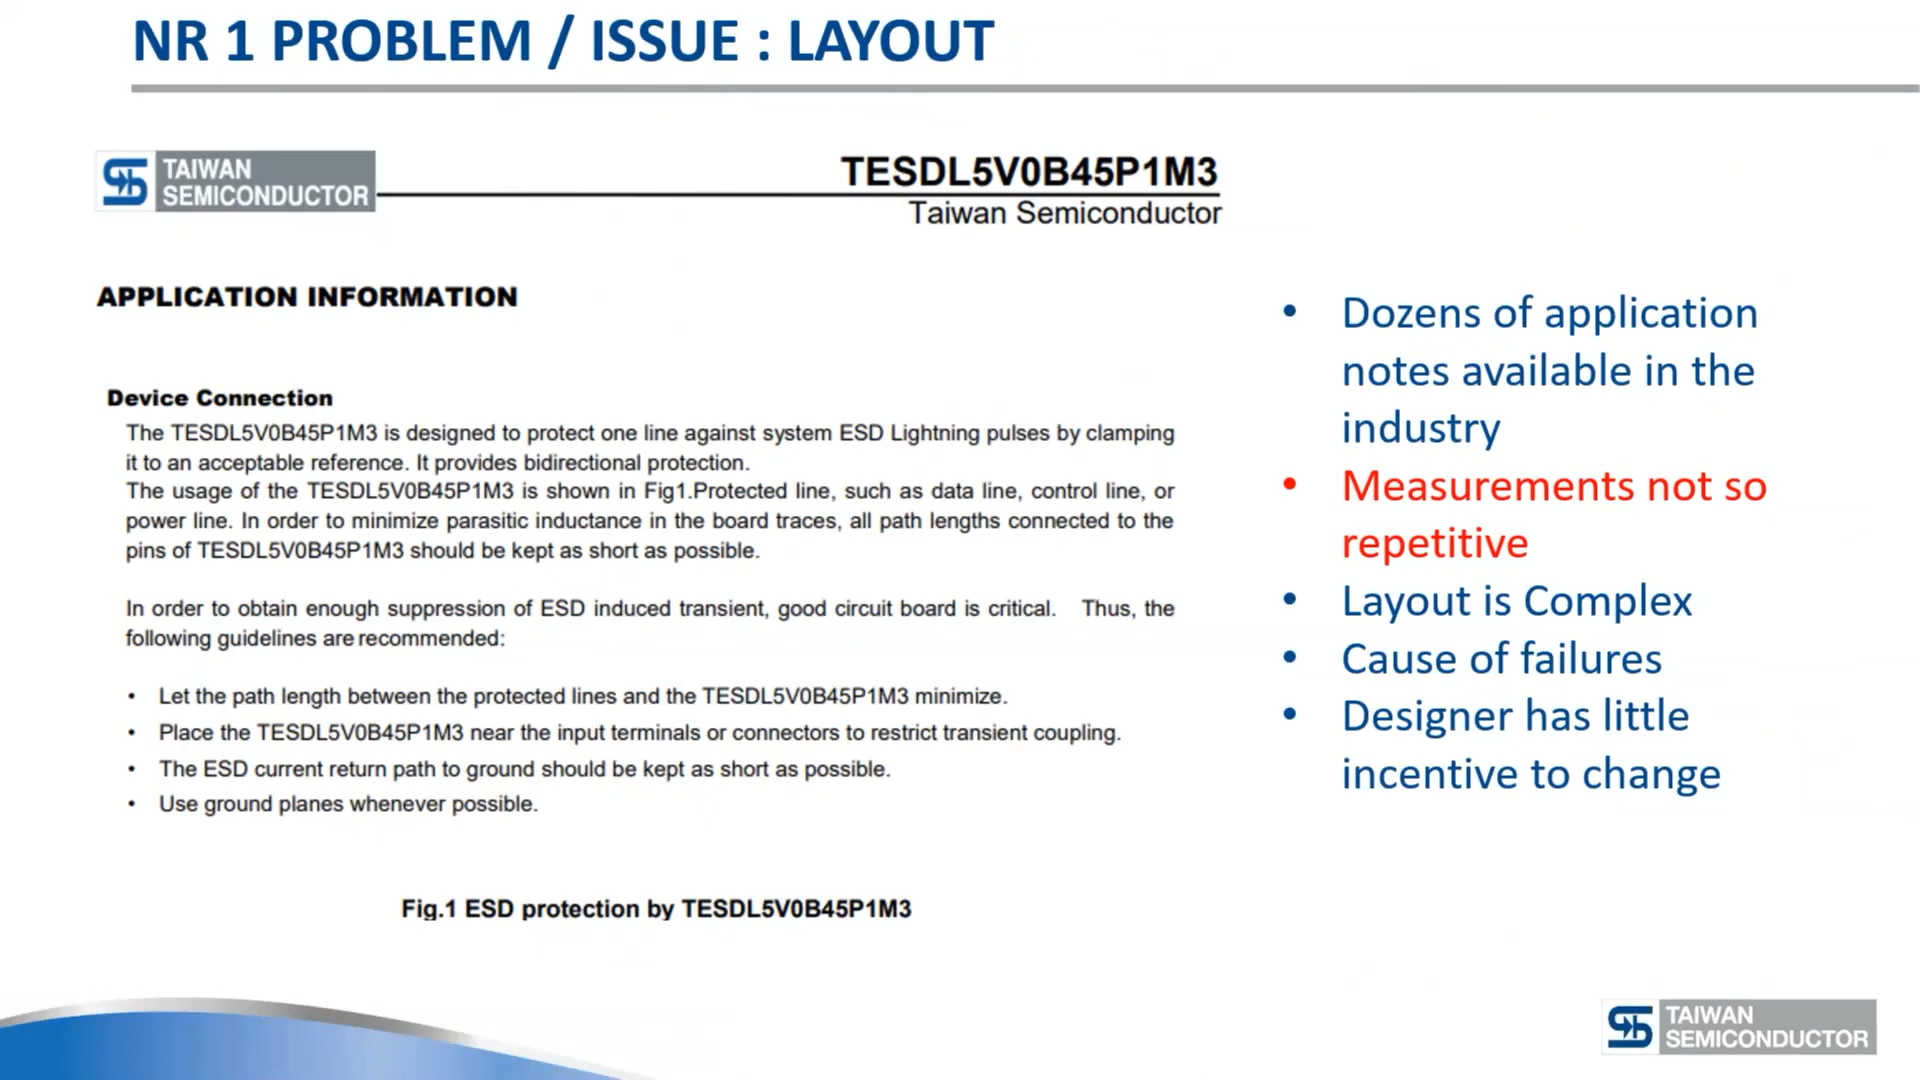 NR 1 PROBLEM / ISSUE : LAYOUT
TAIWAN
SEMICONDUCTOR
TESDL5V0B45P1M3
Taiwan Semiconductor
APPLICATION INFORMATION
Device Connection
The TESDL5V0B45P1M3 is designed to protect one line against system ESD Lightning pulses by clamping
it to an acceptable reference. It provides bidirectional protection.
The usage of the TESDL5V0B45P1M3 is shown in Fig1.Protected line, such as data line, control line, or
power line. In order to minimize parasitic inductance in the board traces, all path lengths connected to the
pins of TESDL5V0B45P1M3 should be kept as short as possible.
In order to obtain enough suppression of ESD induced transient, good circuit board is critical. Thus, the
following guidelines are recommended:
• Let the path length between the protected lines and the TESDL5V0B45P1M3 minimize.
• Place the TESDL5V0B45P1M3 near the input terminals or connectors to restrict transient coupling.
• The ESD current return path to ground should be kept as short as possible.
• Use ground planes whenever possible.
Fig.1 ESD protection by TESDL5V0B45P1M3
• Dozens of application
notes available in the
industry
• Measurements not so
repetitive
• Layout is Complex
• Cause of failures
• Designer has little
incentive to change
TAIWAN
SEMICONDUCTOR